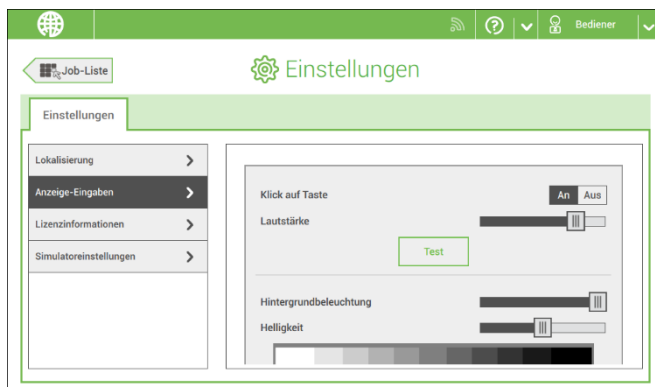 Bediener
Job-Liste
Einstellungen
Einstellungen
Lokalisierung
Anzeige-Eingaben
Lizenzinformationen
Simulatoreinstellungen
Klick auf Taste
An Aus
Lautstärke
Test
Hintergrundbeleuchtung
Helligkeit